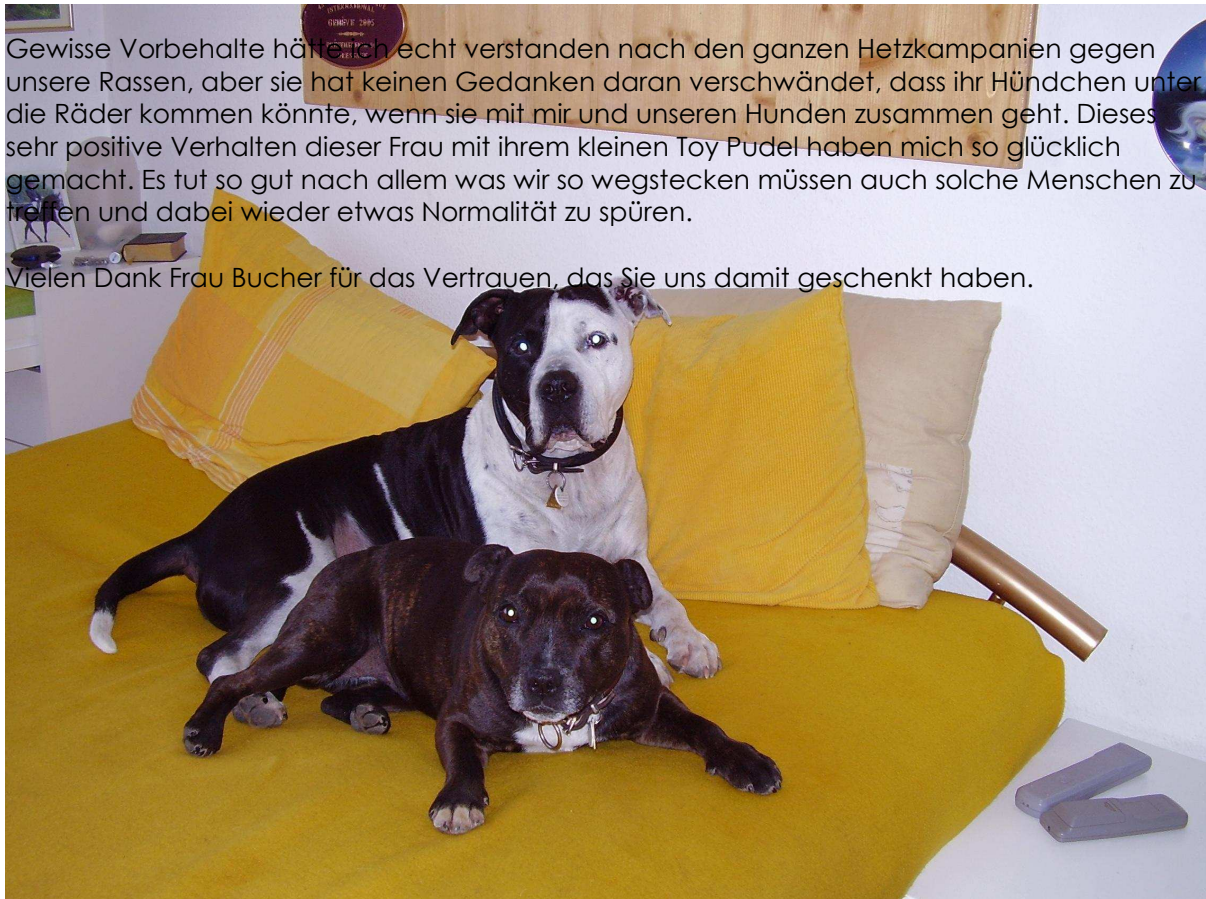 INTERNATIONAL
GENÈVE 2005
Gewisse Vorbehalte hätte ich echt verstanden nach den ganzen Hetzkampanien gegen
unsere Rassen, aber sie hat keinen Gedanken daran verschwändet, dass ihr Hündchen unter
die Räder kommen könnte, wenn sie mit mir und unseren Hunden zusammen geht. Dieses
sehr positive Verhalten dieser Frau mit ihrem kleinen Toy Pudel haben mich so glücklich
gemacht. Es tut so gut nach allem was wir so wegstecken müssen auch solche Menschen zu
treffen und dabei wieder etwas Normalität zu spüren.
Vielen Dank Frau Bucher für das Vertrauen, das Sie uns damit geschenkt haben.